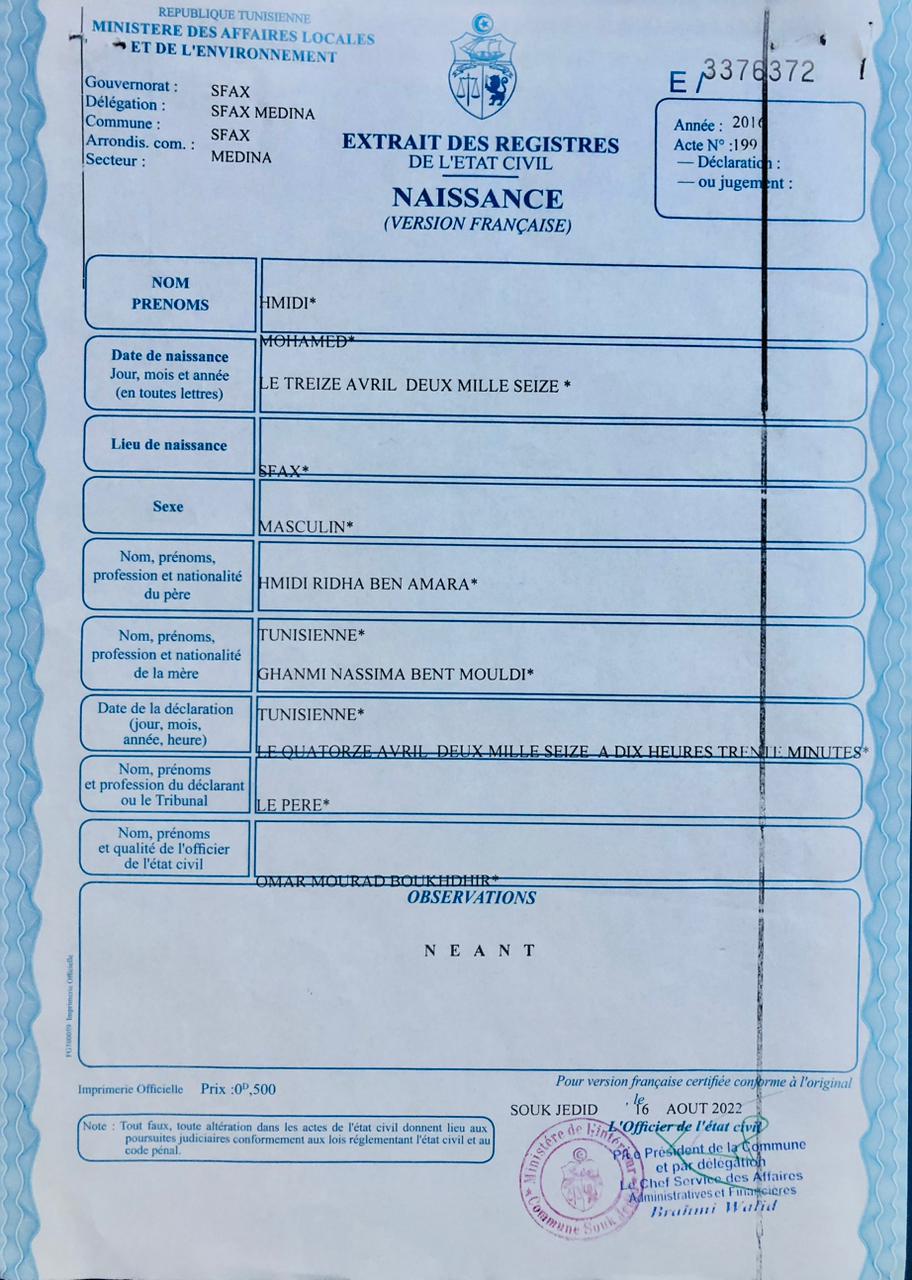 REPUBLIQUE TUNISIENNE
MINISTERE DES AFFAIRES LOCALES
ET DE L'ENVIRONNEMENT
Gouvernorat : SFAX
Délégation : SFAX MEDINA
Commune :
Arrondis. com. : SFAX
Secteur : MEDINA
E / 3376372
EXTRAIT DES REGISTRES
DE L'ETAT CIVIL
NAISSANCE
(VERSION FRANÇAISE)
Année : 2016
Acte N° :199
— Déclaration :
— ou jugement :
NOM
PRENOMS
HMIDI*
MOHAMED*
Date de naissance
Jour, mois et année
(en toutes lettres)
LE TREIZE AVRIL DEUX MILLE SEIZE *
Lieu de naissance
SFAX*
Sexe
MASCULIN*
Nom, prénoms,
profession et nationalité
du père
HMIDI RIDHA BEN AMARA*
TUNISIENNE*
Nom, prénoms,
profession et nationalité
de la mère
GHANMI NASSIMA BENT MOULDI*
TUNISIENNE*
Date de la déclaration
(jour, mois,
année, heure)
LE QUATORZE AVRIL DEUX MILLE SEIZE A DIX HEURES TRENTE MINUTES*
Nom, prénoms
et profession du déclarant
ou le Tribunal
LE PERE*
Nom, prénoms
et qualité de l'officier
de l'état civil
OMAR MOURAD BOUKHDHIR*
OBSERVATIONS
N E A N T
Imprimerie Officielle
Imprimerie Officielle Prix :0ᴰ,500
Pour version française certifiée conforme à l'original
SOUK JEDID le 16 AOUT 2022
L'Officier de l'état civil
Note : Tout faux, toute altération dans les actes de l'état civil donnent lieu aux
poursuites judiciaires conformement aux lois réglementant l'état civil et au
code pénal.
Ministère de l'intérieur
Commune Souk
P/Le Président de la Commune
et par délégation
Le Chef Service des Affaires
Administratives et Financières
Brahmi Walid